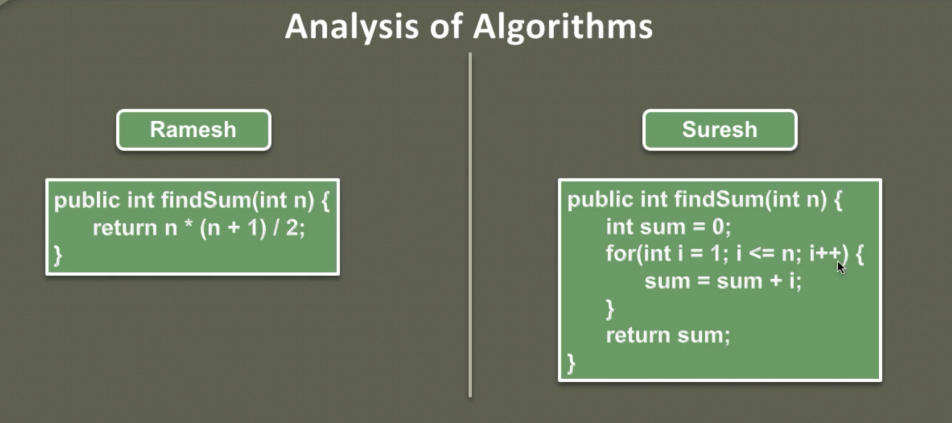 Analysis of Algorithms
Ramesh
public int findSum(int n) {
return n * (n + 1) / 2;
}
Suresh
public int findSum(int n) {
int sum = 0;
for(int i = 1; i <= n; i++) {
sum = sum + i;
}
return sum;
}